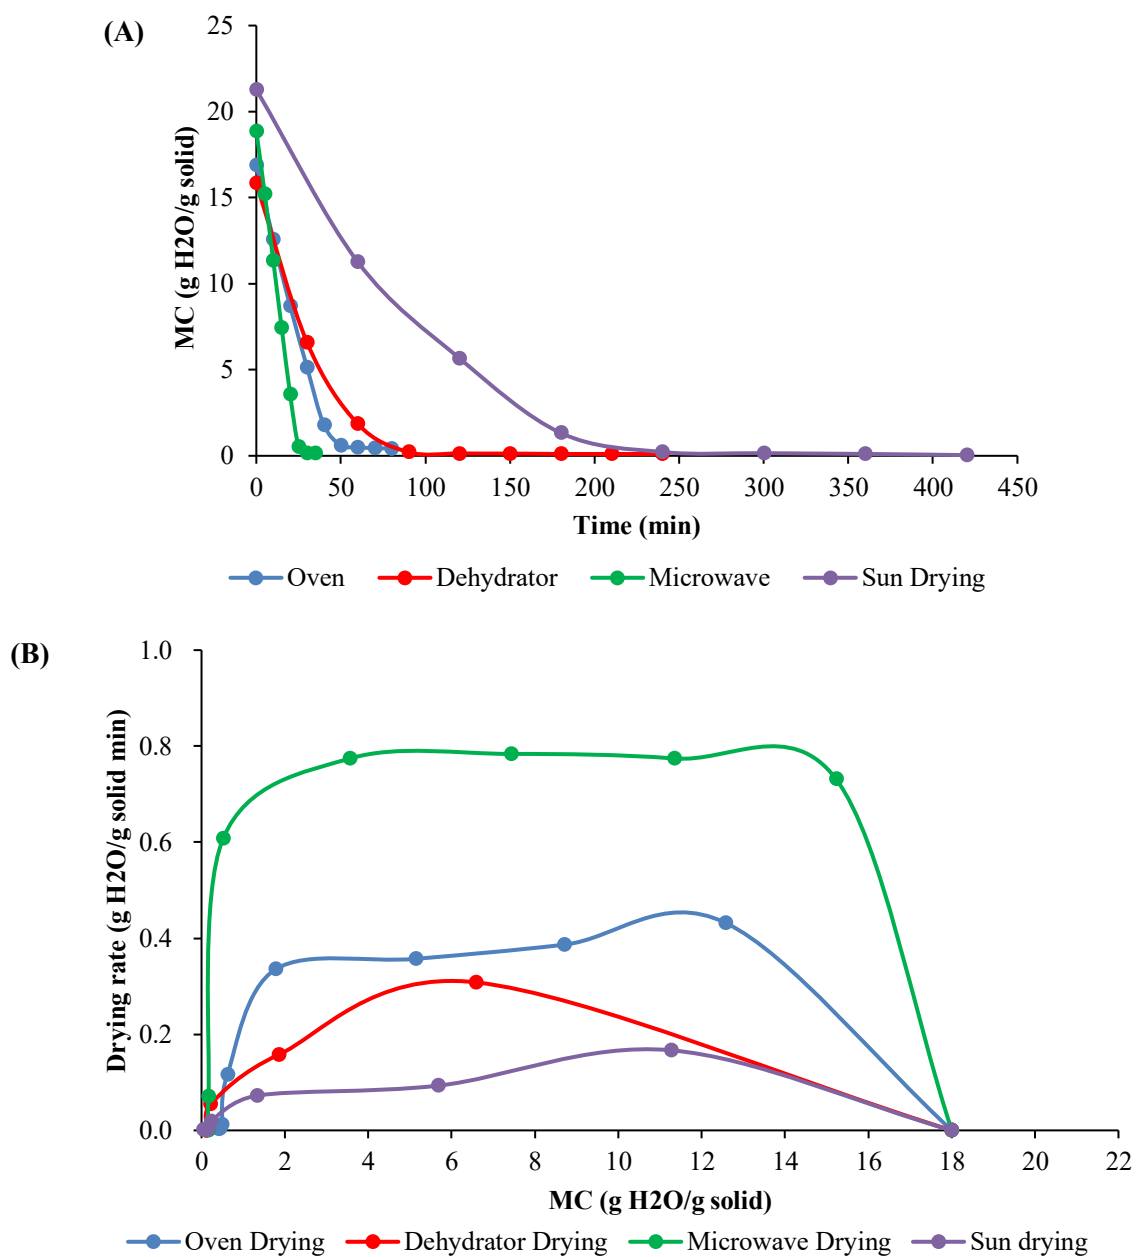 (A)
MC (g H2O/g solid)
25
20
15
10
5
0
0 50 100 150 200 250 300 350 400 450
Time (min)
Oven Dehydrator Microwave Sun Drying
(B)
Drying rate (g H2O/g solid min)
1.0
0.8
0.6
0.4
0.2
0.0
0 2 4 6 8 10 12 14 16 18 20 22
MC (g H2O/g solid)
Oven Drying Dehydrator Drying Microwave Drying Sun drying